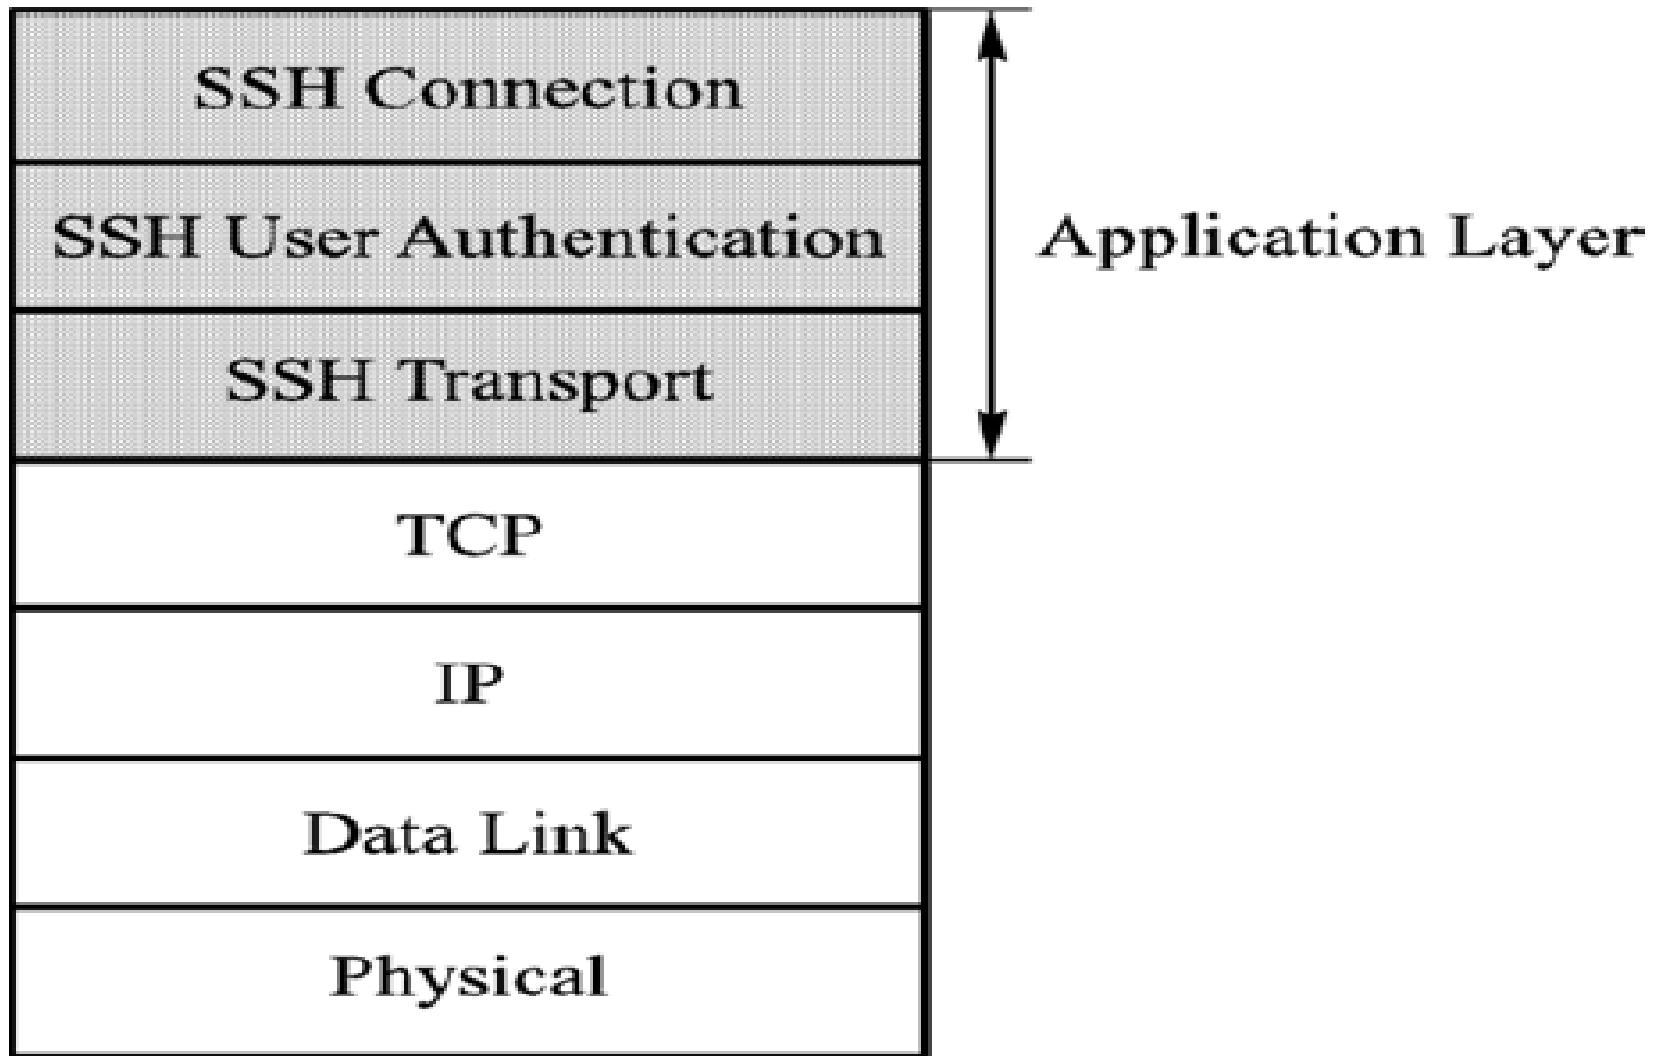 SSH Connection
SSH User Authentication
Application Layer
SSH Transport
TCP
IP
Data Link
Physical